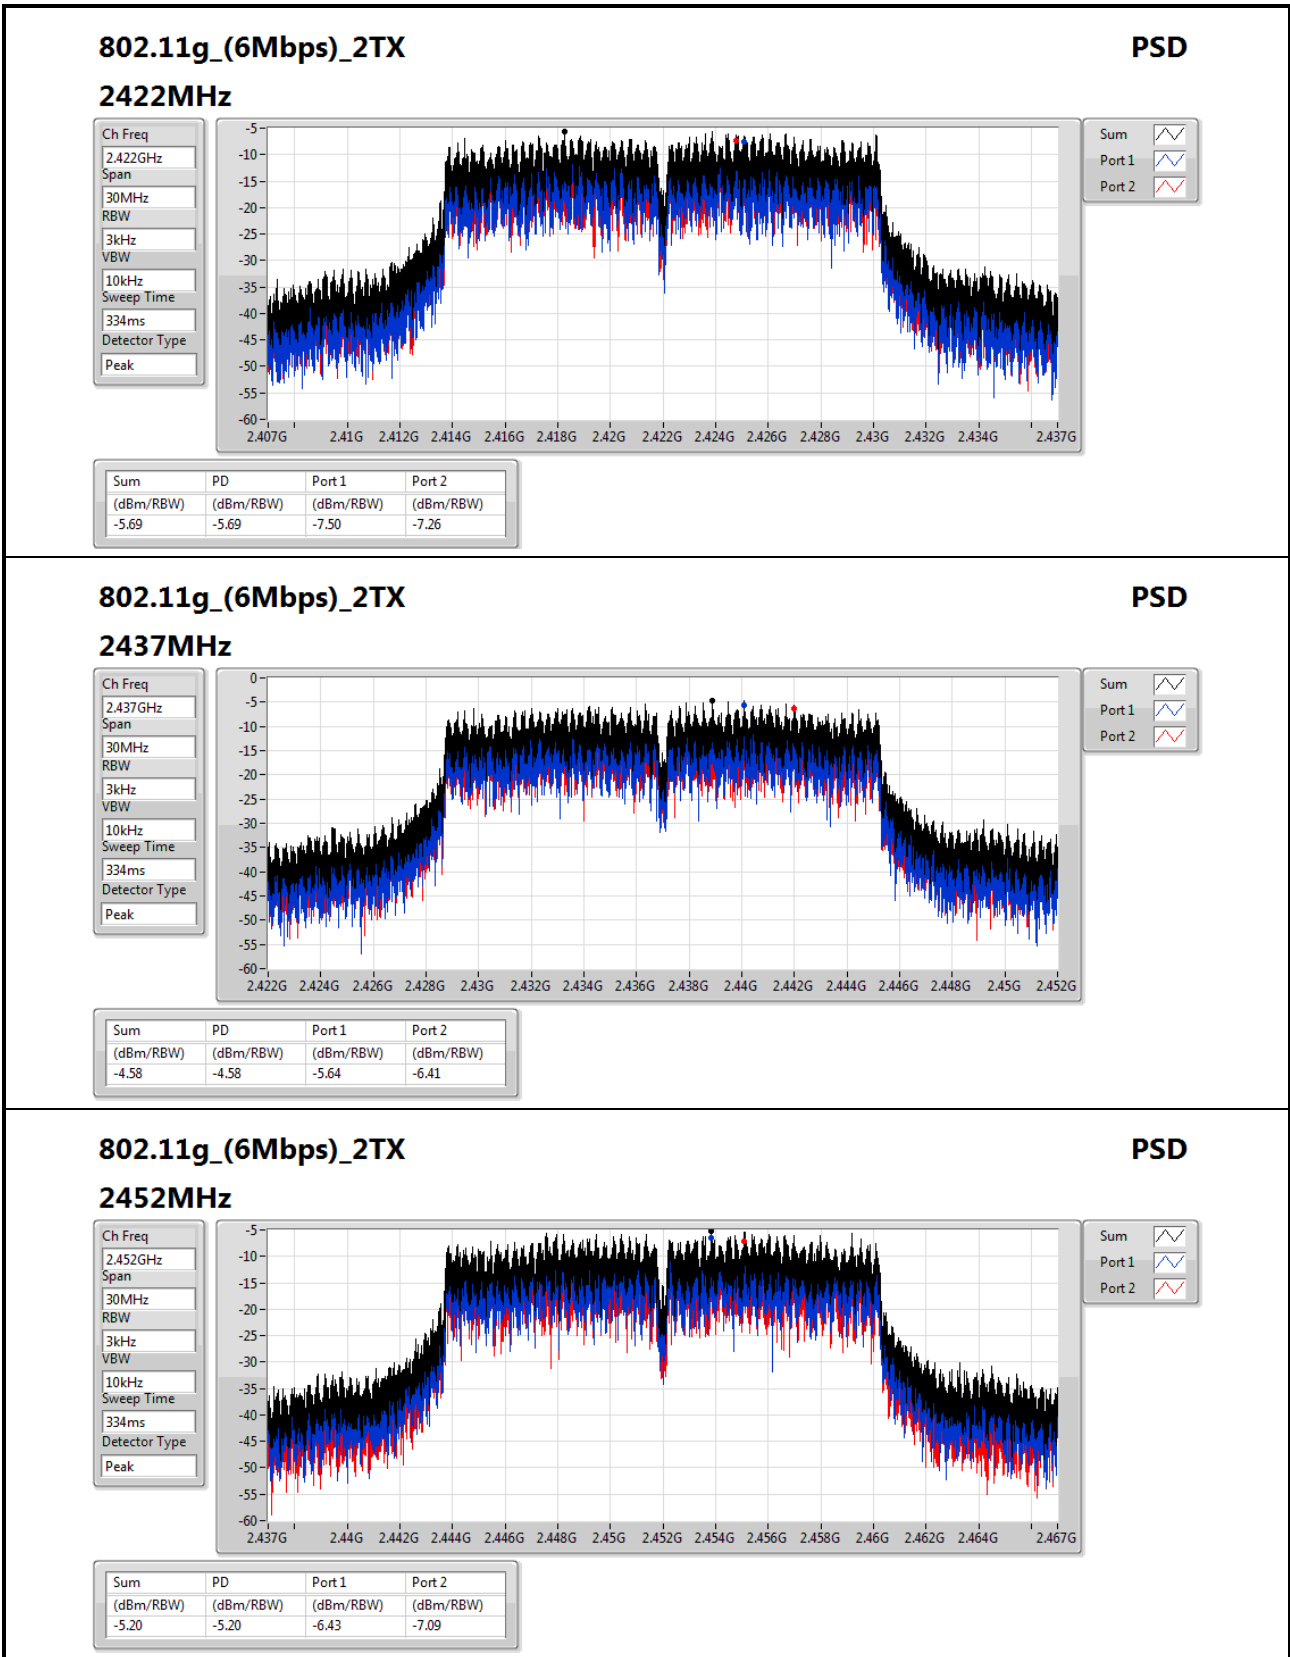 802.11g_(6Mbps)_2TX PSD
2422MHz
Ch Freq
2.422GHz
Span
30MHz
RBW
3kHz
VBW
10kHz
Sweep Time
334ms
Detector Type
Peak
-5
-10
-15
-20
-25
-30
-35
-40
-45
-50
-55
-60
2.407G 2.41G 2.412G 2.414G 2.416G 2.418G 2.42G 2.422G 2.424G 2.426G 2.428G 2.43G 2.432G 2.434G 2.437G
Sum
Port 1
Port 2
Sum PD Port 1 Port 2
(dBm/RBW) (dBm/RBW) (dBm/RBW) (dBm/RBW)
-5.69 -5.69 -7.50 -7.26
802.11g_(6Mbps)_2TX PSD
2437MHz
Ch Freq
2.437GHz
Span
30MHz
RBW
3kHz
VBW
10kHz
Sweep Time
334ms
Detector Type
Peak
0
-5
-10
-15
-20
-25
-30
-35
-40
-45
-50
-55
-60
2.422G 2.424G 2.426G 2.428G 2.43G 2.432G 2.434G 2.436G 2.438G 2.44G 2.442G 2.444G 2.446G 2.448G 2.45G 2.452G
Sum
Port 1
Port 2
Sum PD Port 1 Port 2
(dBm/RBW) (dBm/RBW) (dBm/RBW) (dBm/RBW)
-4.58 -4.58 -5.64 -6.41
802.11g_(6Mbps)_2TX PSD
2452MHz
Ch Freq
2.452GHz
Span
30MHz
RBW
3kHz
VBW
10kHz
Sweep Time
334ms
Detector Type
Peak
-5
-10
-15
-20
-25
-30
-35
-40
-45
-50
-55
-60
2.437G 2.44G 2.442G 2.444G 2.446G 2.448G 2.45G 2.452G 2.454G 2.456G 2.458G 2.46G 2.462G 2.464G 2.467G
Sum
Port 1
Port 2
Sum PD Port 1 Port 2
(dBm/RBW) (dBm/RBW) (dBm/RBW) (dBm/RBW)
-5.20 -5.20 -6.43 -7.09